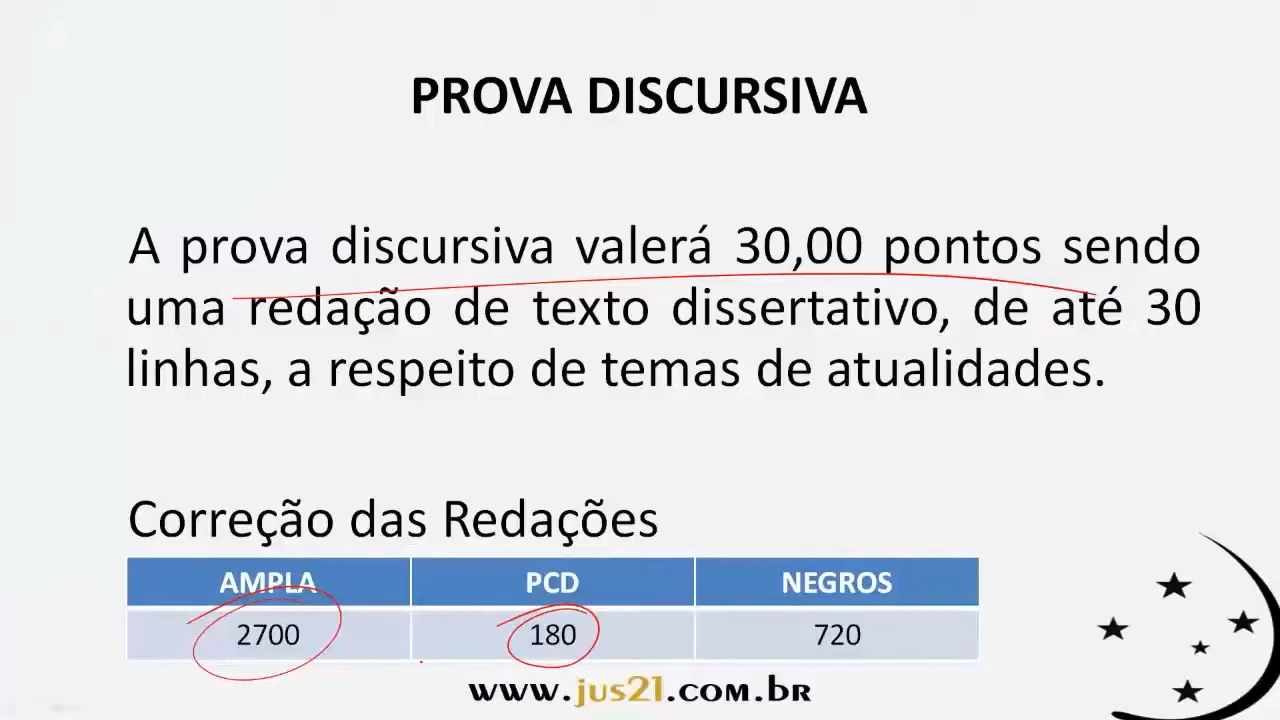 PROVA DISCURSIVA
A prova discursiva valerá 30,00 pontos sendo
uma redação de texto dissertativo, de até 30
linhas, a respeito de temas de atualidades.
Correção das Redações
AMPLA PCD NEGROS
2700 180 720
www.jus21.com.br